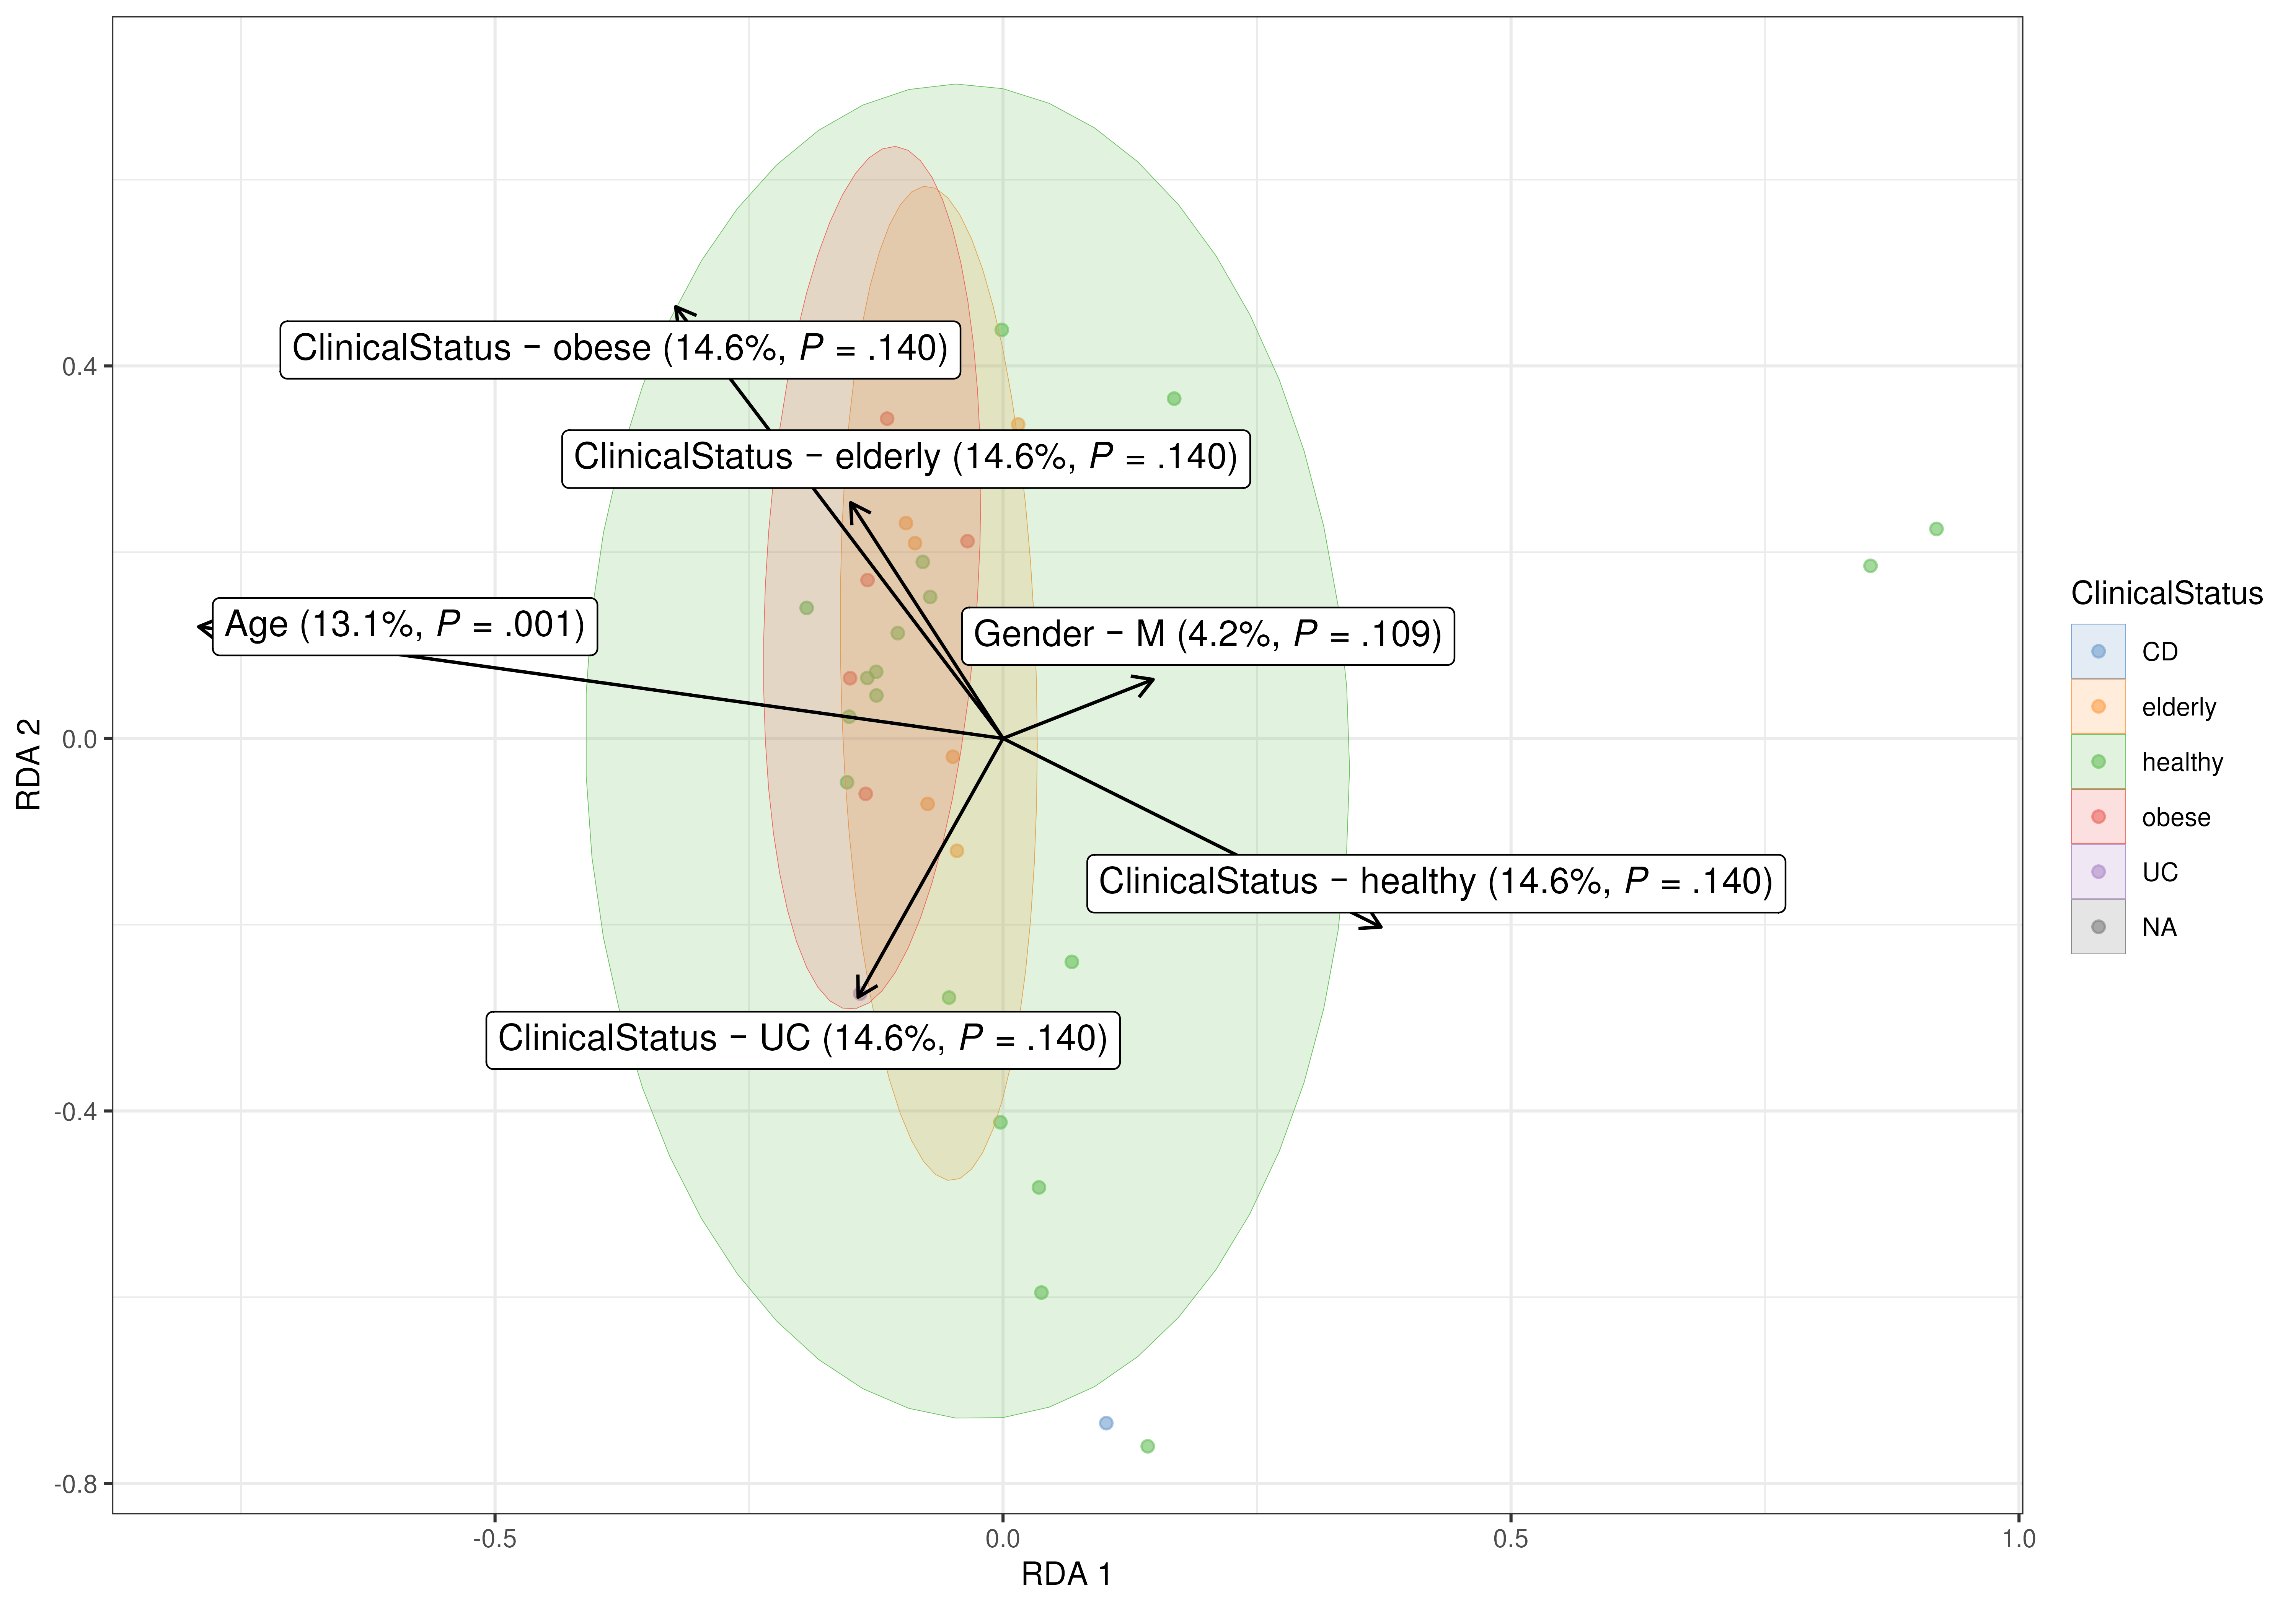 ClinicalStatus − obese (14.6%, P = .140)
ClinicalStatus − elderly (14.6%, P = .140)
Age (13.1%, P = .001)
Gender − M (4.2%, P = .109)
ClinicalStatus − healthy (14.6%, P = .140)
ClinicalStatus − UC (14.6%, P = .140)
0.4
0.0
-0.4
-0.8
RDA 2
-0.5
0.0
0.5
1.0
RDA 1
ClinicalStatus
CD
elderly
healthy
obese
UC
NA